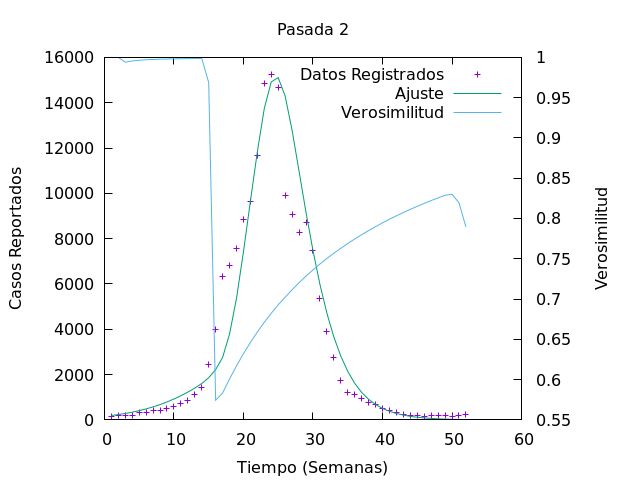 Pasada 2
16000
14000
12000
10000
8000
6000
4000
2000
0
Casos Reportados
Datos Registrados
Ajuste
Verosimilitud
1
0.95
0.9
0.85
0.8
0.75
0.7
0.65
0.6
0.55
Verosimilitud
0 10 20 30 40 50 60
Tiempo (Semanas)